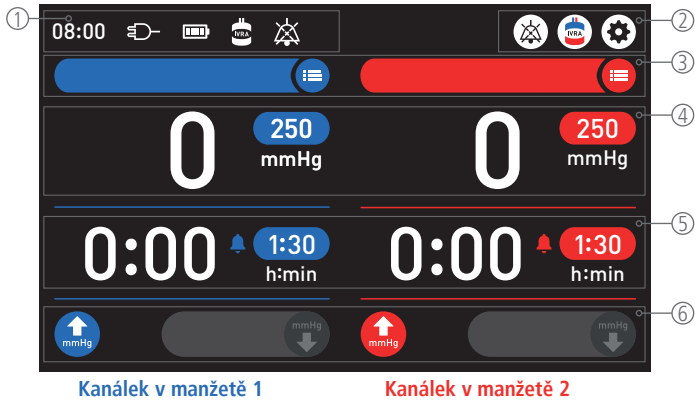 ① 08:00 IVRA IVRA ②
③
0 250 mmHg 0 250 mmHg ④
0:00 1:30 h:min 0:00 1:30 h:min ⑤
mmHg mmHg mmHg mmHg ⑥
Kanálek v manžetě 1 Kanálek v manžetě 2